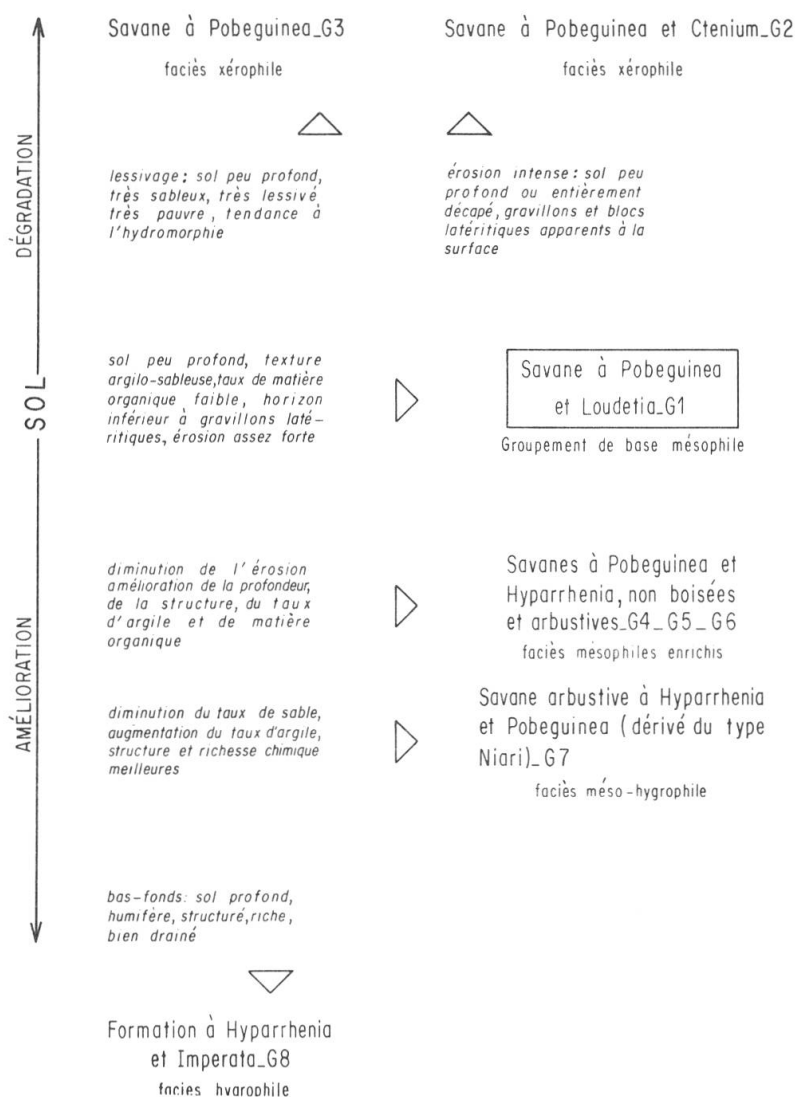 Savane à Pobeguinea_G3
faciès xérophile
Savane à Pobeguinea et Ctenium_G2
faciès xérophile
DÉGRADATION
lessivage: sol peu profond,
très sableux, très lessivé
très pauvre, tendance à
l'hydromorphie
érosion intense: sol peu
profond ou entièrement
décapé, gravillons et blocs
latéritiques apparents à la
surface
SOL
sol peu profond, texture
argilo-sableuse, taux de matière
organique faible, horizon
inférieur à gravillons laté-
ritiques, érosion assez forte
Savane à Pobeguinea
et Loudetia_G1
Groupement de base mésophile
AMÉLIORATION
diminution de l'érosion
amélioration de la profondeur,
de la structure, du taux
d'argile et de matière
organique
Savanes à Pobeguinea et
Hyparrhenia, non boisées
et arbustives_G4_G5_G6
faciès mésophiles enrichis
diminution du taux de sable,
augmentation du taux d'argile,
structure et richesse chimique
meilleures
Savane arbustive à Hyparrhenia
et Pobeguinea (dérivé du type
Niari)_G7
faciès méso-hygrophile
bas-fonds: sol profond,
humifère, structuré, riche,
bien drainé
Formation à Hyparrhenia
et Imperata_G8
facies hygrophile